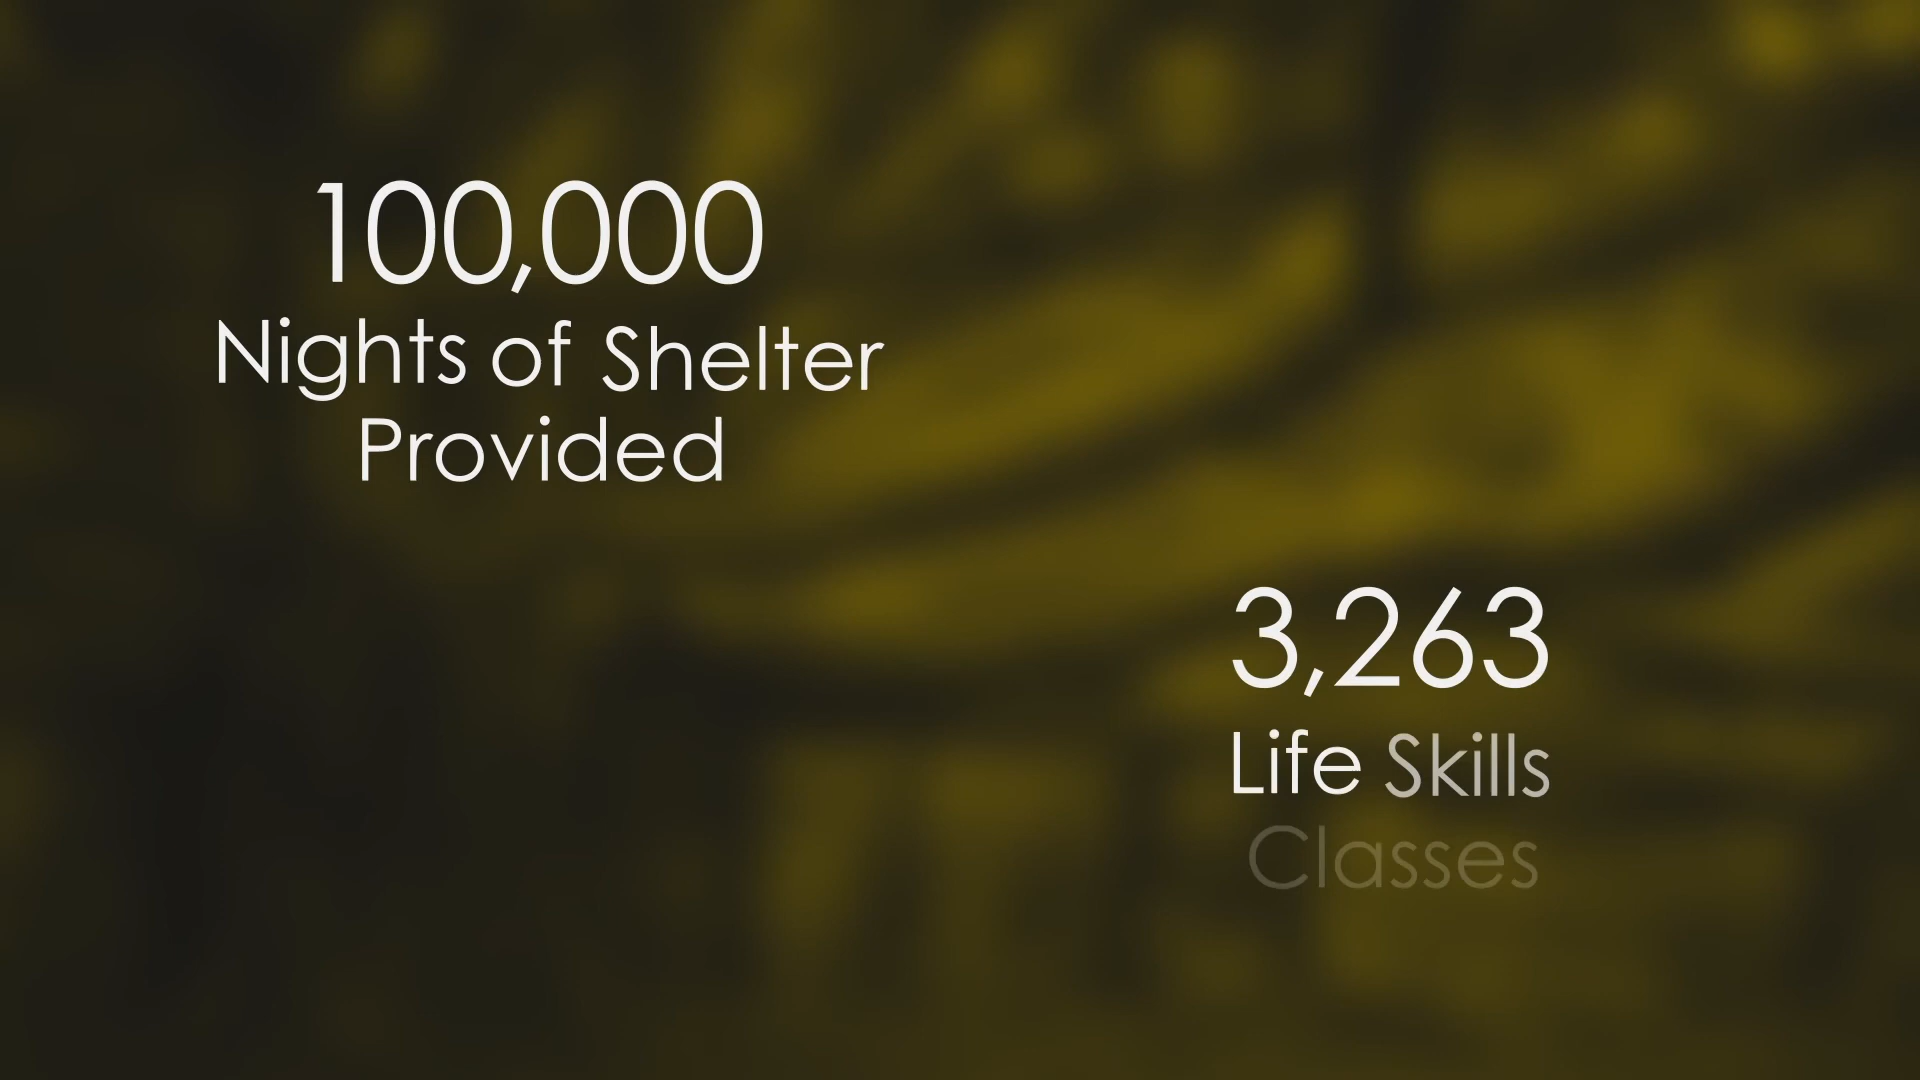 100,000
Nights of Shelter
Provided
3,263
Life Skills
Classes